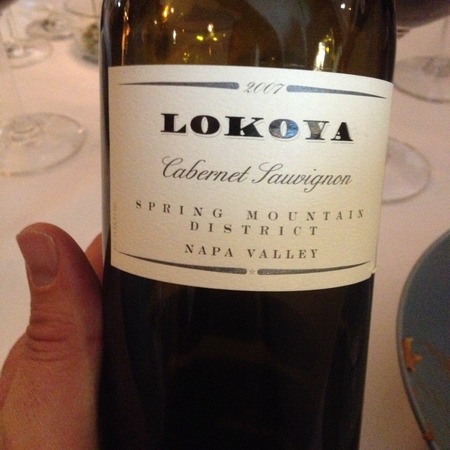 2007
LOKOYA
Cabernet Sauvignon
SPRING MOUNTAIN
DISTRICT
NAPA VALLEY